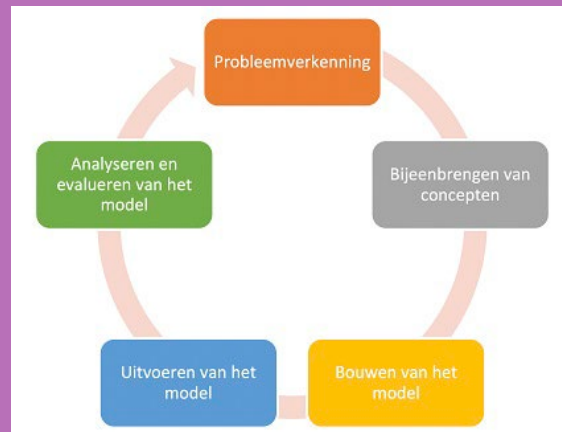 Probleemverkenning
Bijeenbrengen van
concepten
Bouwen van het
model
Uitvoeren van het
model
Analyseren en
evalueren van het
model